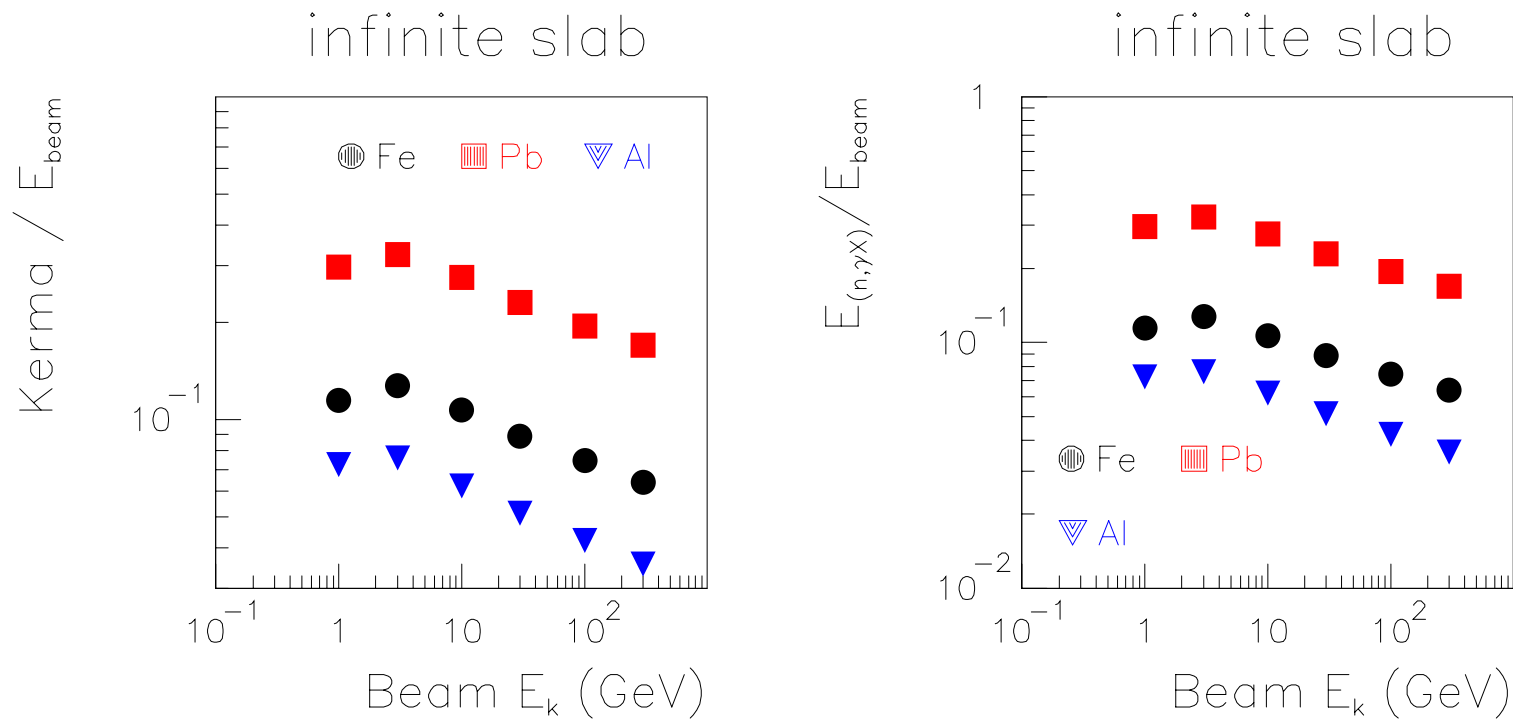 infinite slab
Kerma / E_beam
Fe Pb Al
10^-1
10^-1 1 10 10^2
Beam E_k (GeV)
infinite slab
E_(n,γX)/E_beam
1
10^-1
Fe Pb
Al
10^-2
10^-1 1 10 10^2
Beam E_k (GeV)